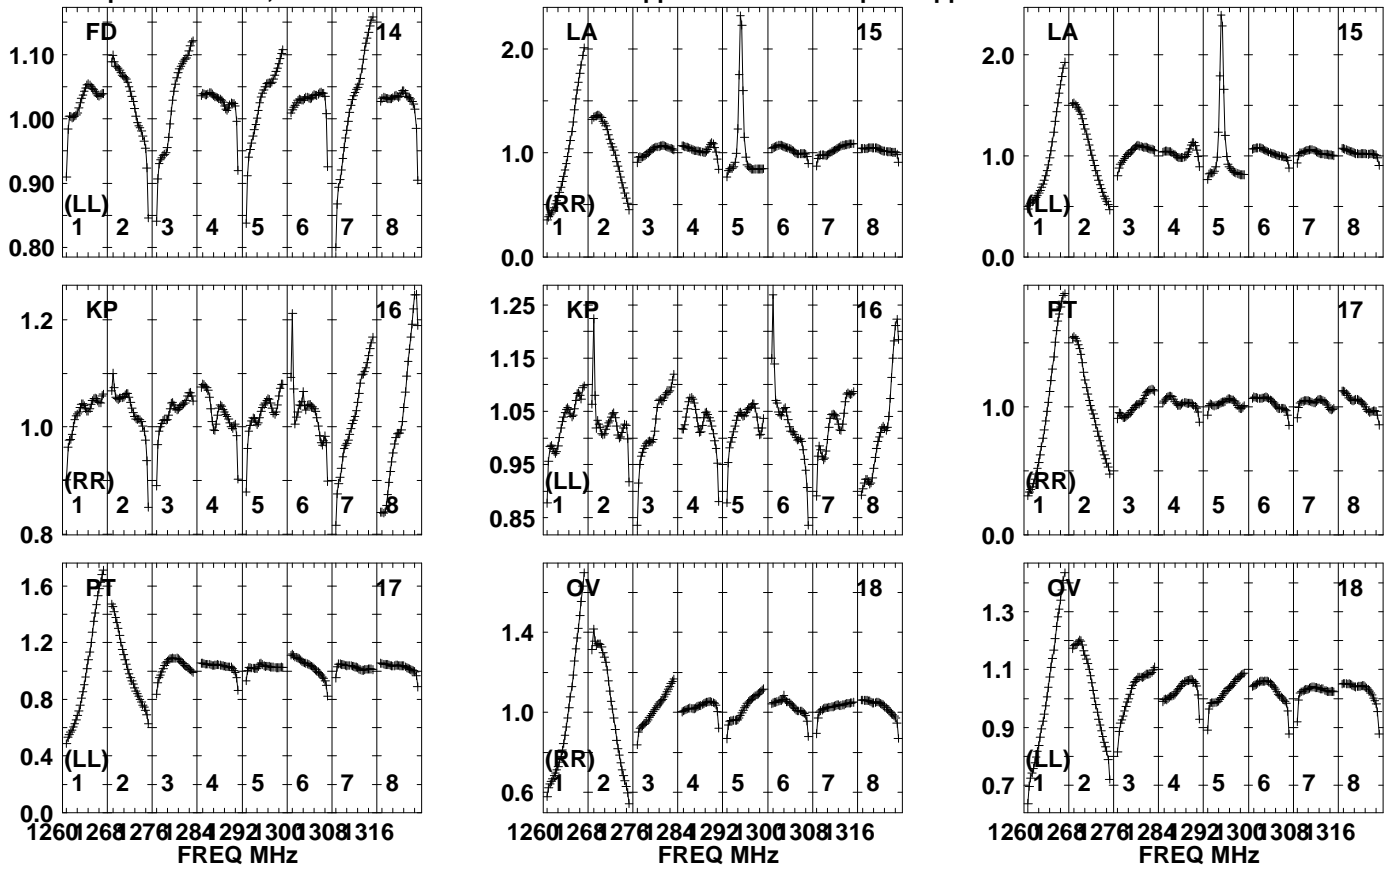 FD 14
1.10
1.00
0.90
0.80
(LL)
1 2 3 4 5 6 7 8
LA 15
2.0
1.0
0.0
(RR)
1 2 3 4 5 6 7 8
LA 15
2.0
1.0
0.0
(LL)
1 2 3 4 5 6 7 8
KP 16
1.2
1.0
0.8
(RR)
1 2 3 4 5 6 7 8
KP 16
1.25
1.15
1.05
0.95
0.85
(LL)
1 2 3 4 5 6 7 8
PT 17
1.0
0.0
(RR)
1 2 3 4 5 6 7 8
PT 17
1.6
1.2
0.8
0.4
0.0
(LL)
1 2 3 4 5 6 7 8
1260 1268 1276 1284 1292 1300 1308 1316
FREQ MHz
OV 18
1.4
1.0
0.6
(RR)
1 2 3 4 5 6 7 8
1260 1268 1276 1284 1292 1300 1308 1316
OV 18
1.3
1.1
0.9
0.7
(LL)
1 2 3 4 5 6 7 8
1260 1268 1276 1284 1292 1300 1308 1316
FREQ MHz